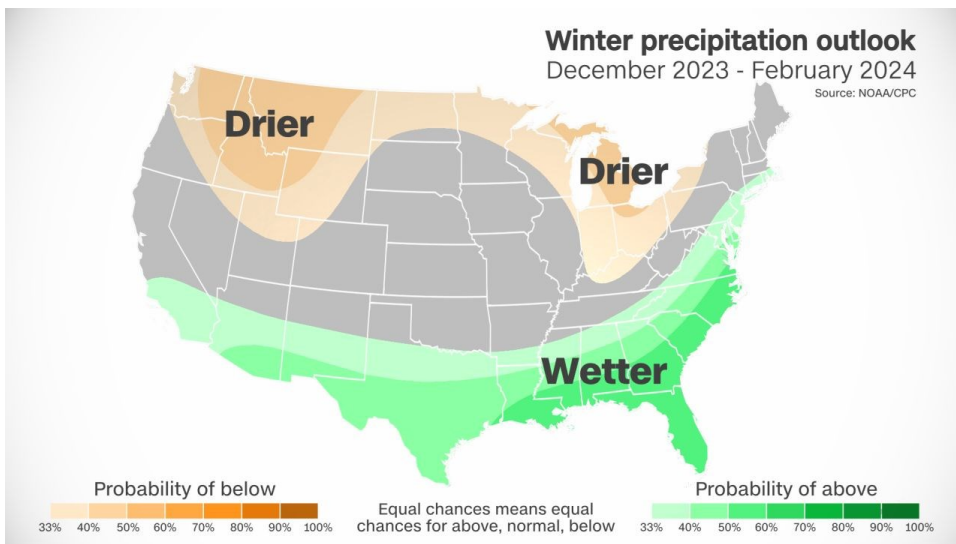 Winter precipitation outlook
December 2023 - February 2024
Source: NOAA/CPC
Drier
Drier
Wetter
Probability of below
33% 40% 50% 60% 70% 80% 90% 100%
Equal chances means equal
chances for above, normal, below
Probability of above
33% 40% 50% 60% 70% 80% 90% 100%